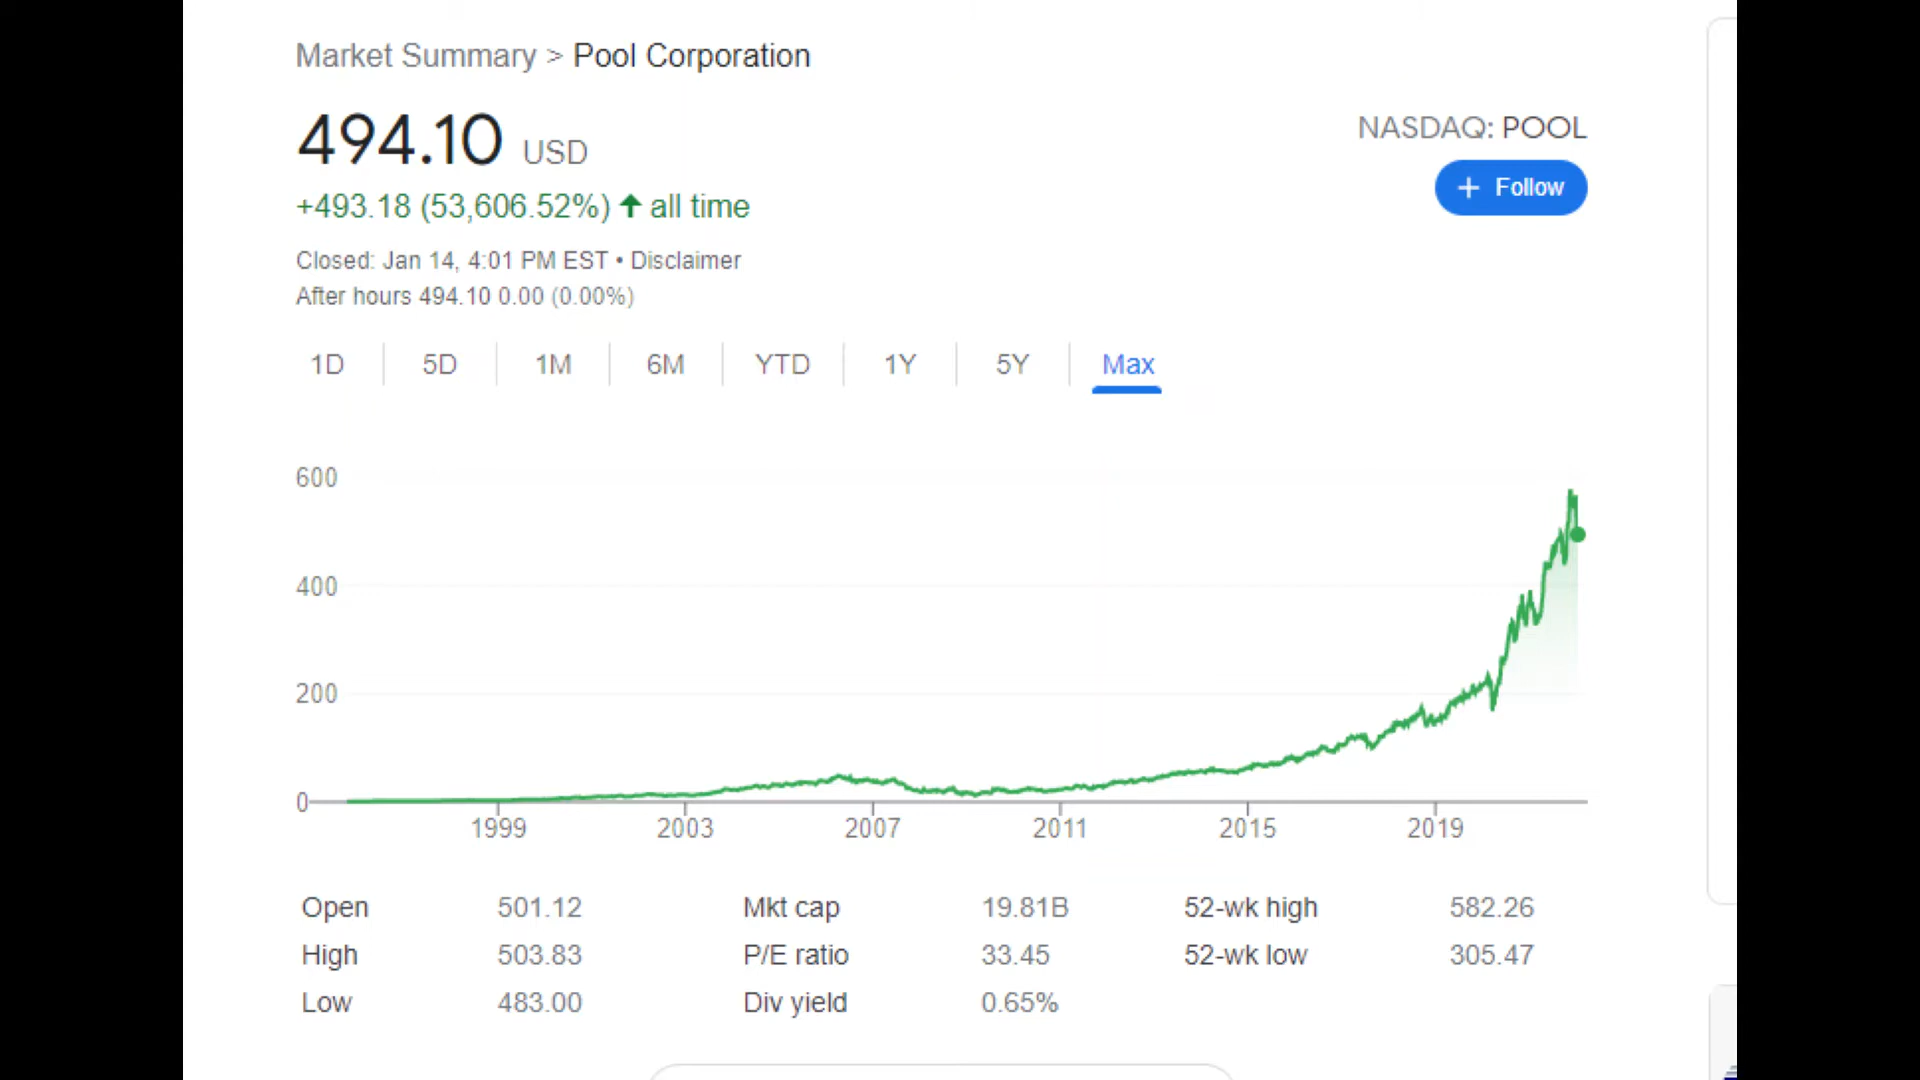 Market Summary > Pool Corporation
494.10 USD
NASDAQ: POOL
+ Follow
+493.18 (53,606.52%) ↑ all time
Closed: Jan 14, 4:01 PM EST • Disclaimer
After hours 494.10 0.00 (0.00%)
1D 5D 1M 6M YTD 1Y 5Y Max
600
400
200
0
1999 2003 2007 2011 2015 2019
Open 501.12 Mkt cap 19.81B 52-wk high 582.26
High 503.83 P/E ratio 33.45 52-wk low 305.47
Low 483.00 Div yield 0.65%